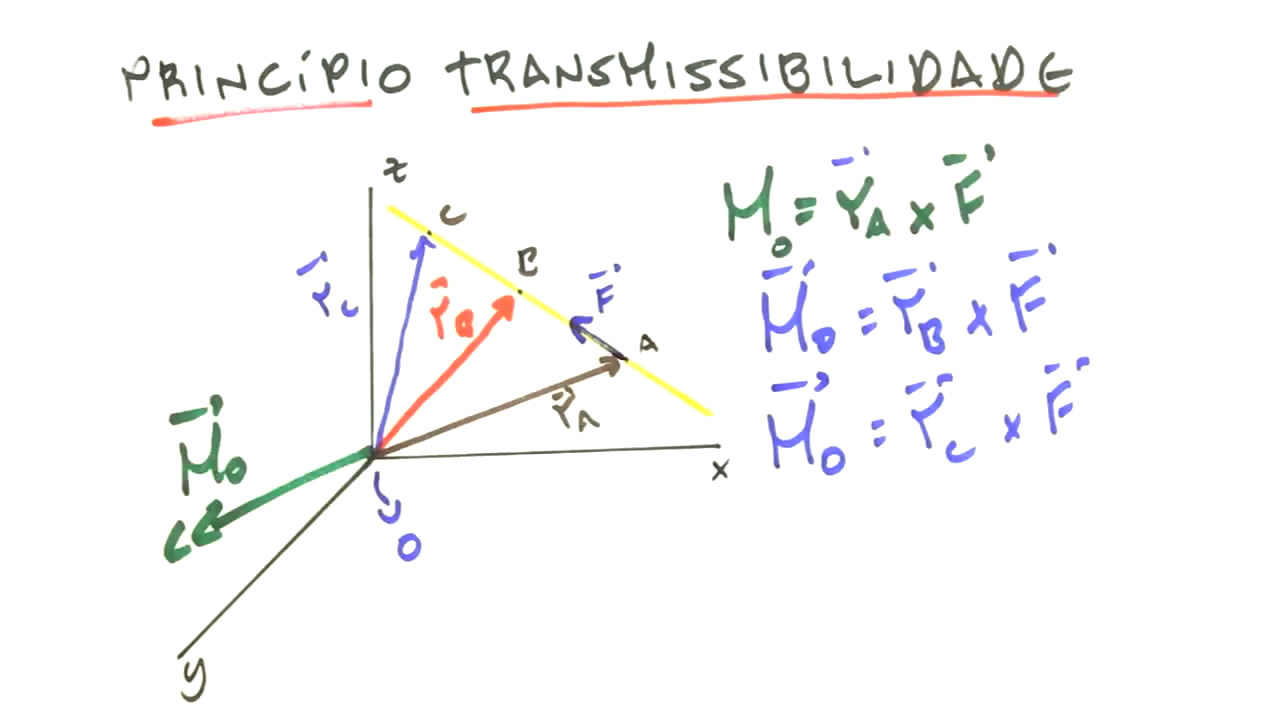 PRINCÍPIO TRANSMISSIBILIDADE
z
C
B
F
A
r_C
r_B
r_A
x
M_O
O
y
M_O = r_A x F
M_O = r_B x F
M_O = r_C x F